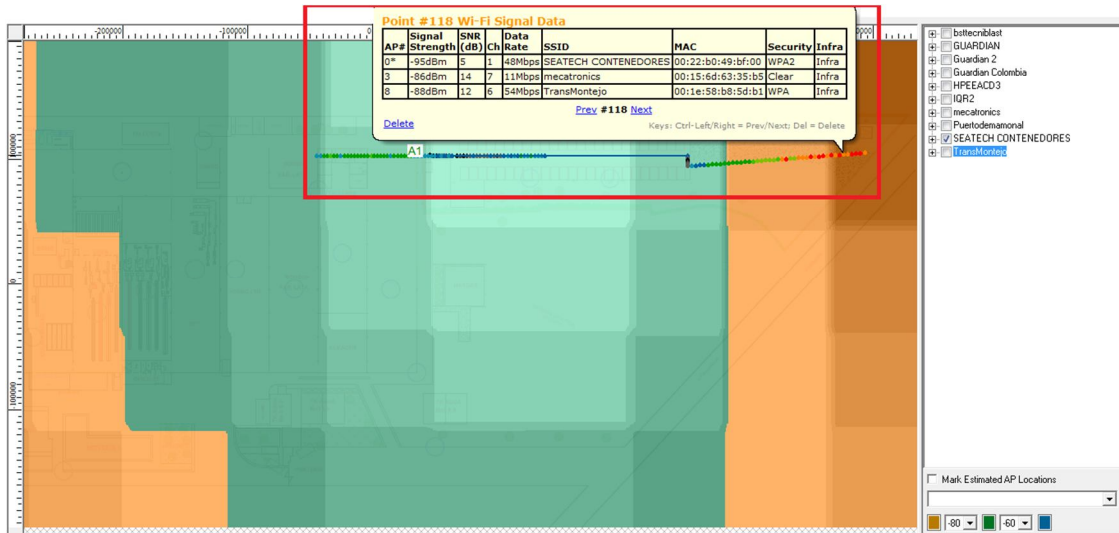 Point #118 Wi-Fi Signal Data
AP# Signal Strength SNR (dB) Ch Data Rate SSID MAC Security Infra
0* -95dBm 5 1 48Mbps SEATECH CONTENEDORES 00:22:b0:49:bf:00 WPA2 Infra
3 -86dBm 14 7 11Mbps mecatronics 00:15:6d:63:35:b5 Clear Infra
8 -88dBm 12 6 54Mbps TransMontejo 00:1e:58:b8:5d:b1 WPA Infra
Prev #118 Next
Delete
Keys: Ctrl-Left/Right = Prev/Next; Del = Delete
-200000
-100000
100000
0
-100000
A1
bsttecniblast
GUARDIAN
Guardian 2
Guardian Colombia
HPEEACD3
IQR2
mecatronics
Puertodemamonal
SEATECH CONTENEDORES
TransMontejo
Mark Estimated AP Locations
-80 -60